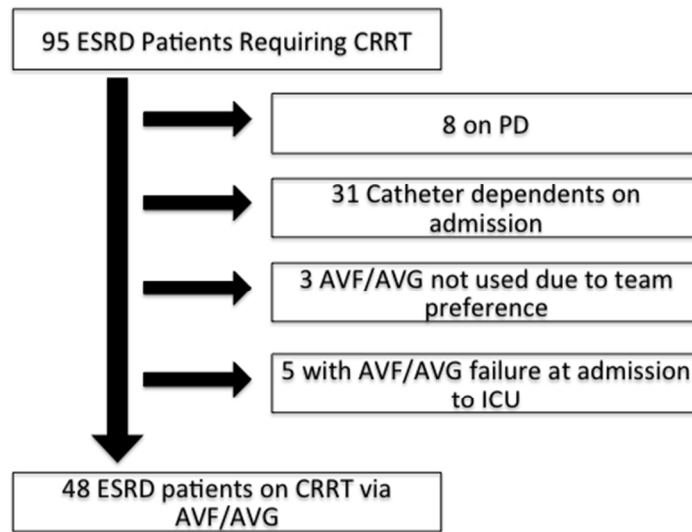 95 ESRD Patients Requiring CRRT
8 on PD
31 Catheter dependents on
admission
3 AVF/AVG not used due to team
preference
5 with AVF/AVG failure at admission
to ICU
48 ESRD patients on CRRT via
AVF/AVG